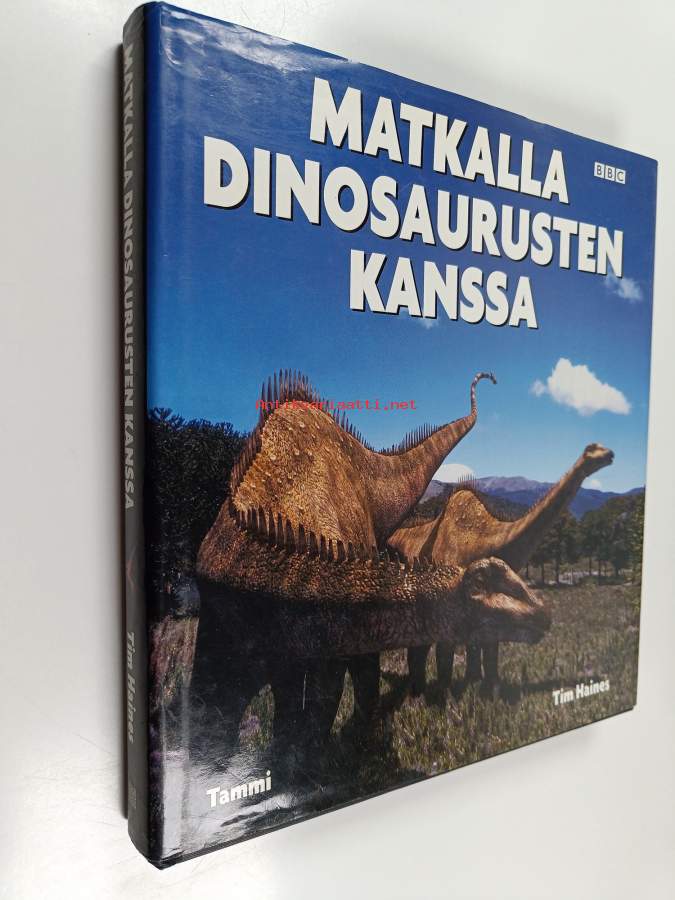 MATKALLA
DINOSAURUSTEN
KANSSA
BBC
Antikvariaatti.net
Tim Haines
Tammi
MATKALLA DINOSAURUSTEN KANSSA
Tim Haines